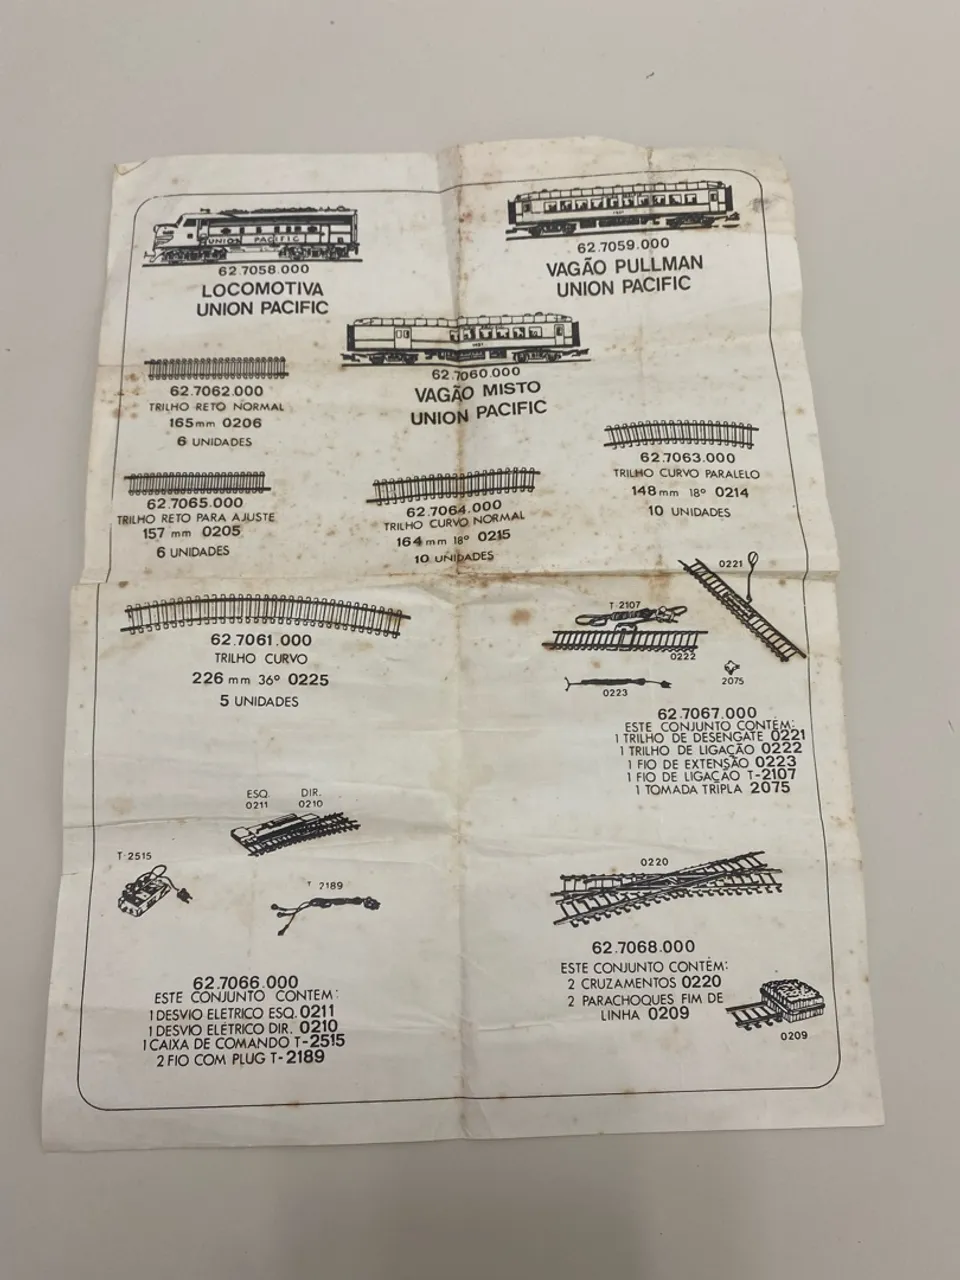 UNION PACIFIC
62.7058.000
LOCOMOTIVA
UNION PACIFIC
62.7059.000
VAGÃO PULLMAN
UNION PACIFIC
62.7060.000
VAGÃO MISTO
UNION PACIFIC
62.7062.000
TRILHO RETO NORMAL
165mm 0206
6 UNIDADES
62.7063.000
TRILHO CURVO PARALELO
148mm 18º 0214
10 UNIDADES
62.7065.000
TRILHO RETO PARA AJUSTE
157 mm 0205
6 UNIDADES
62.7064.000
TRILHO CURVO NORMAL
164mm 18º 0215
10 UNIDADES
62.7061.000
TRILHO CURVO
226 mm 36º 0225
5 UNIDADES
0221
T-2107
0222
2075
0223
62.7067.000
ESTE CONJUNTO CONTÉM:
1 TRILHO DE DESENGATE 0221
1 TRILHO DE LIGAÇÃO 0222
1 FIO DE EXTENSÃO 0223
1 FIO DE LIGAÇÃO T-2107
1 TOMADA TRIPLA 2075
ESQ. DIR.
0211 0210
T-2515
T 2189
62.7066.000
ESTE CONJUNTO CONTEM:
1 DESVIO ELETRICO ESQ. 0211
1 DESVIO ELÉTRICO DIR. 0210
1 CAIXA DE COMANDO T-2515
2 FIO COM PLUG T-2189
0220
62.7068.000
ESTE CONJUNTO CONTÉM:
2 CRUZAMENTOS 0220
2 PARACHOQUES FIM DE
LINHA 0209
0209